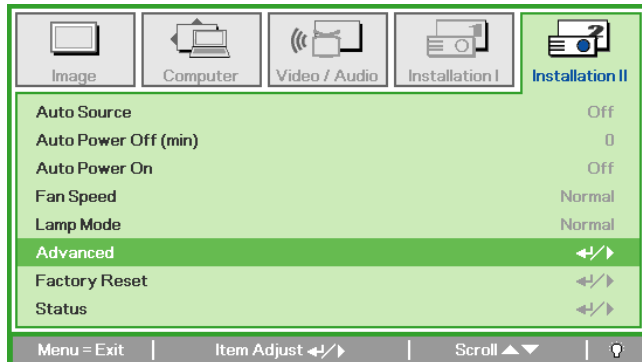 Image Computer Video / Audio Installation I Installation II
Auto Source Off
Auto Power Off (min) 0
Auto Power On Off
Fan Speed Normal
Lamp Mode Normal
Advanced ↵/▶
Factory Reset ↵/▶
Status ↵/▶
Menu = Exit Item Adjust ↵/▶ Scroll ▲▼